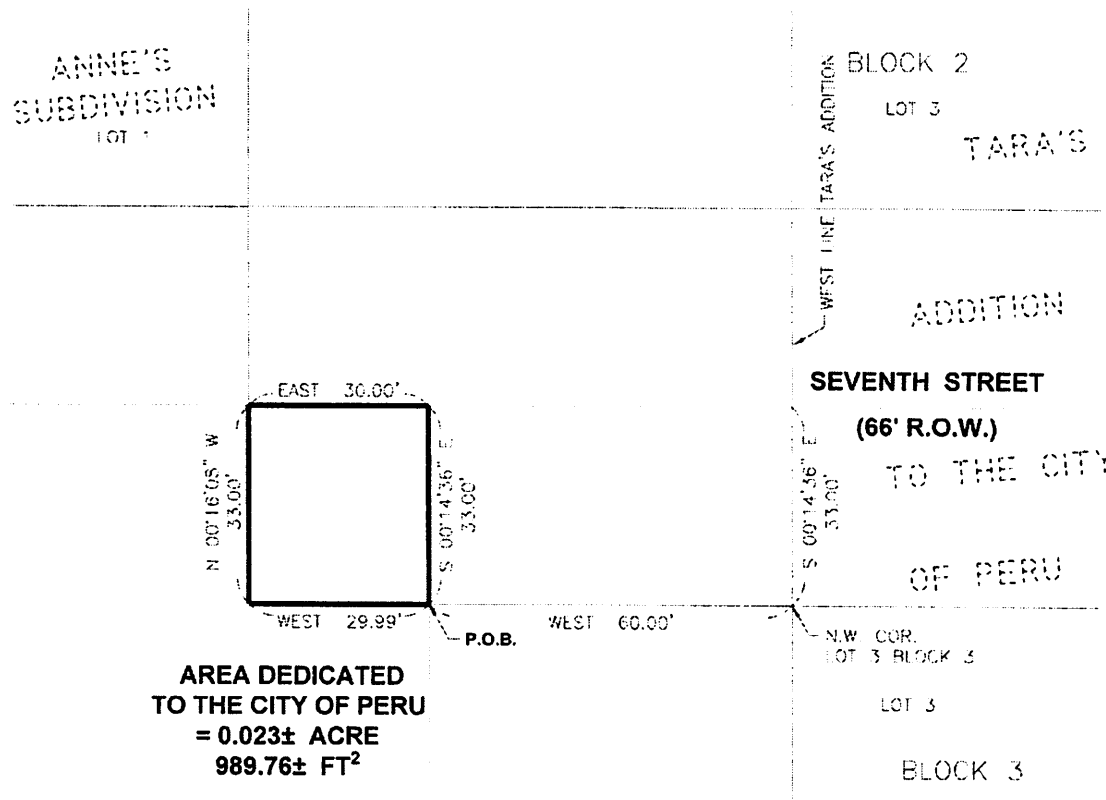 ANNE'S
SUBDIVISION
LOT 1
BLOCK 2
LOT 3
TARA'S
WEST LINE TARA'S ADDITION
ADDITION
SEVENTH STREET
(66' R.O.W.)
TO THE CITY
OF PERU
EAST 30.00'
N 00°16'08" W
33.00'
S 00°14'36" E
33.00'
S 00°14'36" E
33.00'
WEST 29.99'
P.O.B.
WEST 60.00'
N.W. COR.
LOT 3 BLOCK 3
LOT 3
BLOCK 3
AREA DEDICATED
TO THE CITY OF PERU
= 0.023± ACRE
989.76± FT²